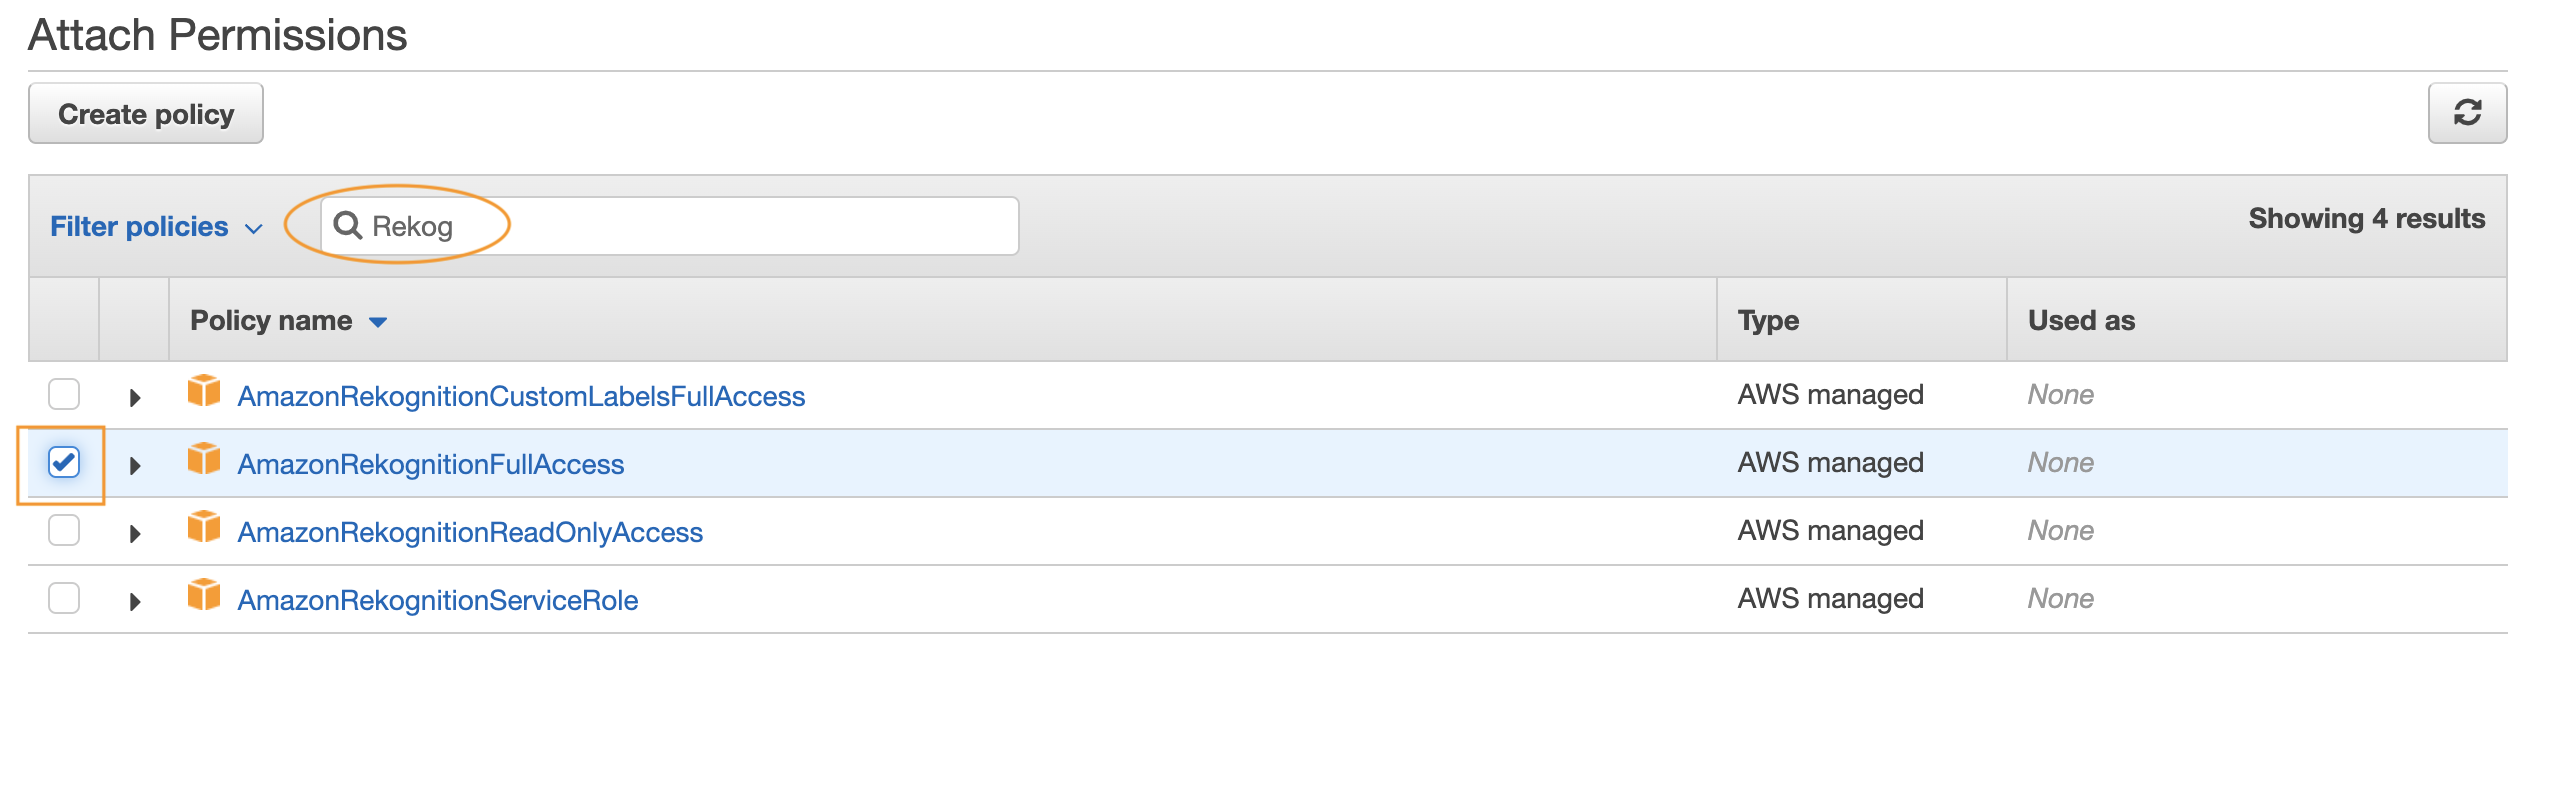 Attach Permissions
Create policy
Filter policies Rekog Showing 4 results
Policy name Type Used as
AmazonRekognitionCustomLabelsFullAccess AWS managed None
AmazonRekognitionFullAccess AWS managed None
AmazonRekognitionReadOnlyAccess AWS managed None
AmazonRekognitionServiceRole AWS managed None